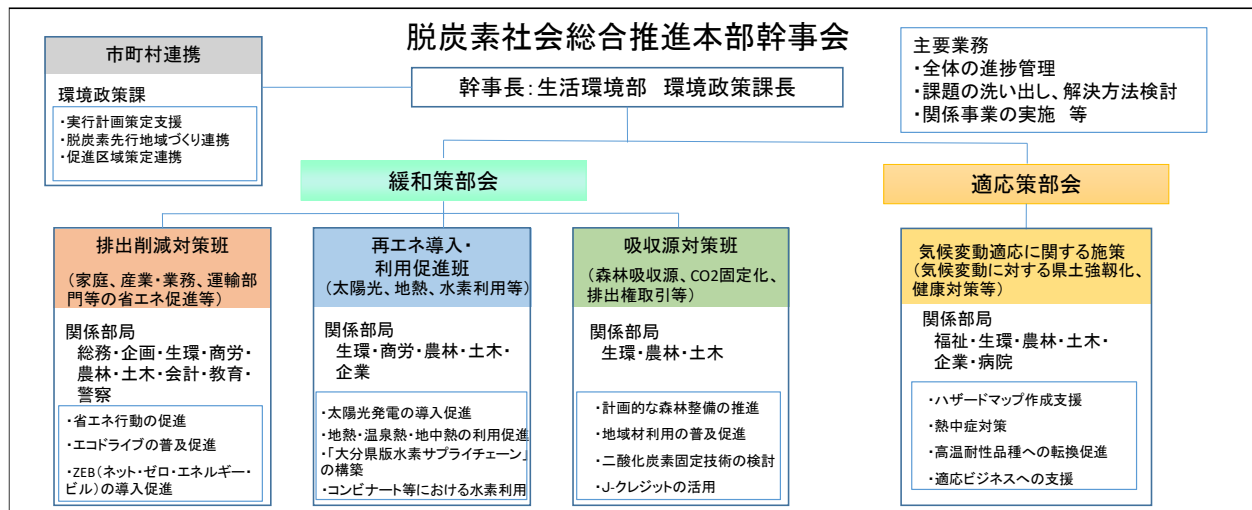 脱炭素社会総合推進本部幹事会
幹事長：生活環境部　環境政策課長
市町村連携
環境政策課
・実行計画策定支援
・脱炭素先行地域づくり連携
・促進区域策定連携
主要業務
・全体の進捗管理
・課題の洗い出し、解決方法検討
・関係事業の実施　等
緩和策部会
適応策部会
排出削減対策班
（家庭、産業・業務、運輸部
門等の省エネ促進等）
関係部局
総務・企画・生環・商労・
農林・土木・会計・教育・
警察
・省エネ行動の促進
・エコドライブの普及促進
・ZEB（ネット・ゼロ・エネルギー・
ビル）の導入促進
再エネ導入・
利用促進班
（太陽光、地熱、水素利用等）
関係部局
生環・商労・農林・土木・
企業
・太陽光発電の導入促進
・地熱・温泉熱・地中熱の利用促進
・「大分県版水素サプライチェーン」
の構築
・コンビナート等における水素利用
吸収源対策班
（森林吸収源、CO2固定化、
排出権取引等）
関係部局
生環・農林・土木
・計画的な森林整備の推進
・地域材利用の普及促進
・二酸化炭素固定技術の検討
・J-クレジットの活用
気候変動適応に関する施策
（気候変動に対する県土強靱化、
健康対策等）
関係部局
福祉・生環・農林・土木・
企業・病院
・ハザードマップ作成支援
・熱中症対策
・高温耐性品種への転換促進
・適応ビジネスへの支援